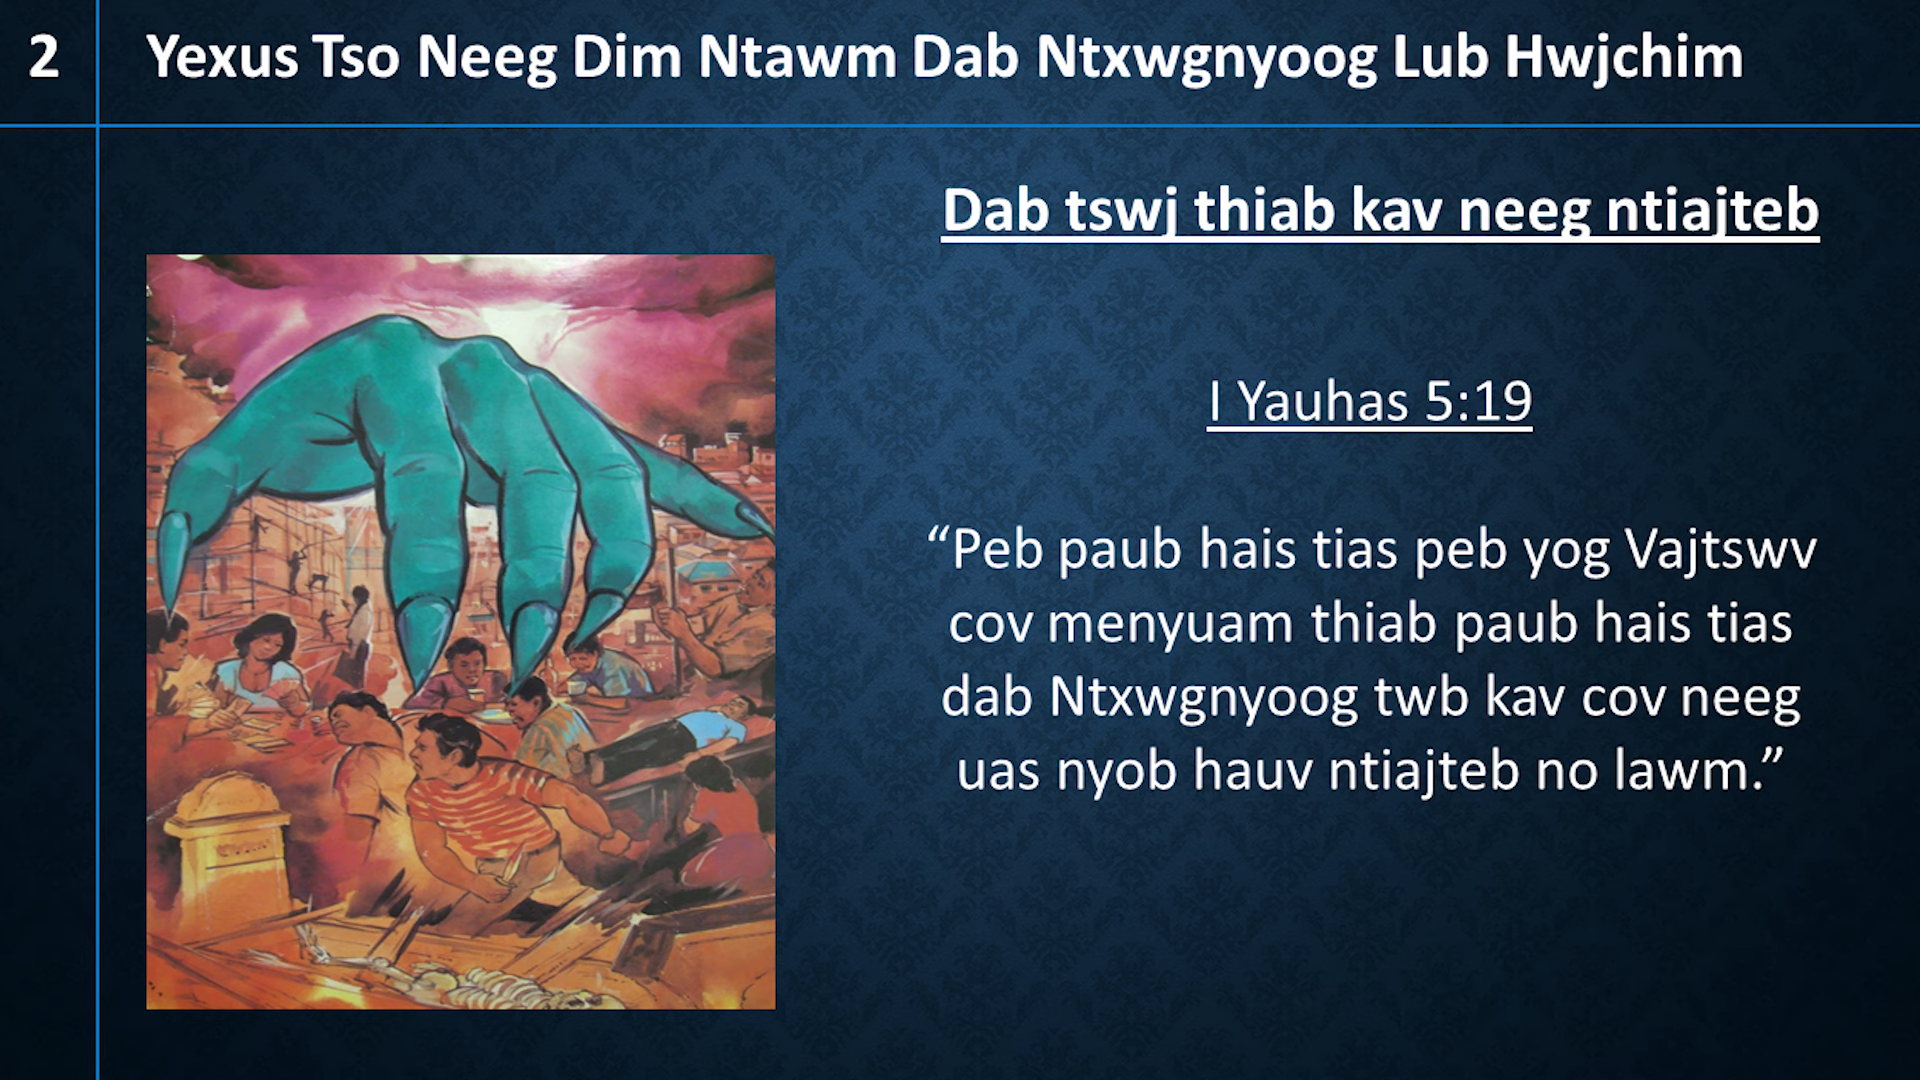 2
Yexus Tso Neeg Dim Ntawm Dab Ntxwgnyoog Lub Hwjchim
Dab tswj thiab kav neeg ntiajteb
I Yauhas 5:19
“Peb paub hais tias peb yog Vajtswv
cov menyuam thiab paub hais tias
dab Ntxwgnyoog twb kav cov neeg
uas nyob hauv ntiajteb no lawm.”